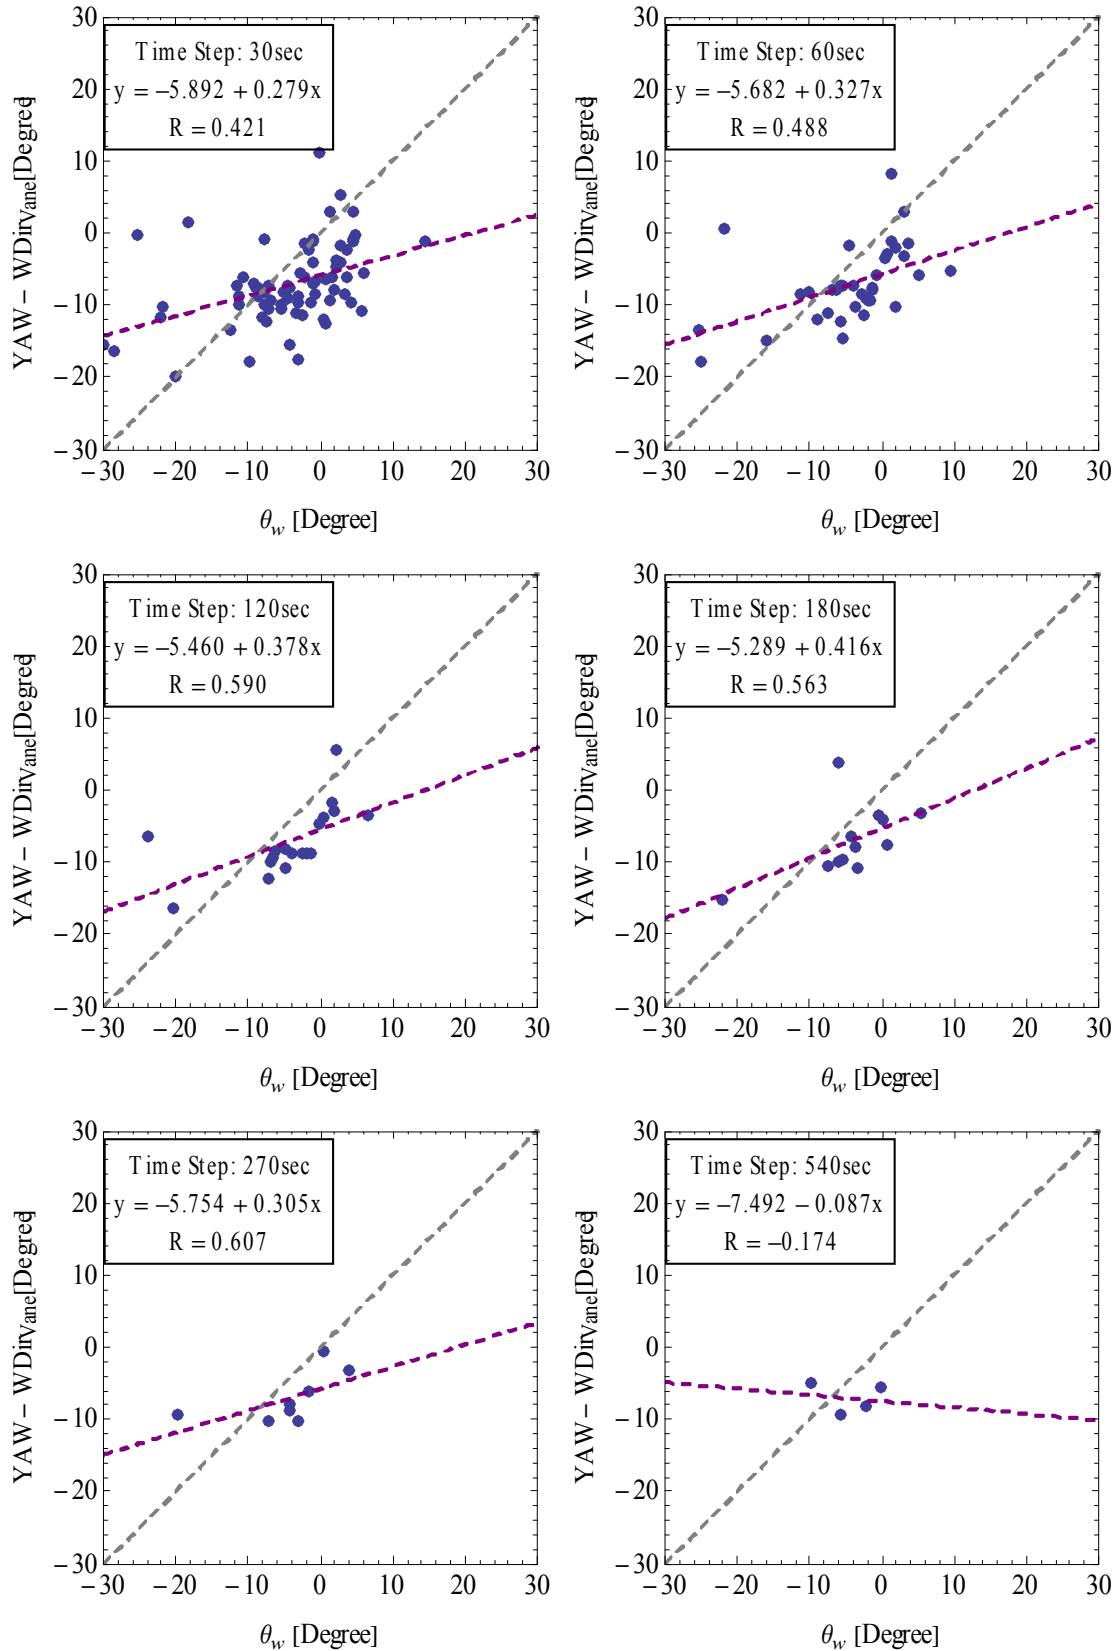 30
20
10
0
−10
−20
−30
−30 −20 −10 0 10 20 30
YAW − WDirVane[Degree]
θw [Degree]
Time Step: 30sec
y = −5.892 + 0.279x
R = 0.421
30
20
10
0
−10
−20
−30
−30 −20 −10 0 10 20 30
YAW − WDirVane[Degree]
θw [Degree]
Time Step: 60sec
y = −5.682 + 0.327x
R = 0.488
30
20
10
0
−10
−20
−30
−30 −20 −10 0 10 20 30
YAW − WDirVane[Degree]
θw [Degree]
Time Step: 120sec
y = −5.460 + 0.378x
R = 0.590
30
20
10
0
−10
−20
−30
−30 −20 −10 0 10 20 30
YAW − WDirVane[Degree]
θw [Degree]
Time Step: 180sec
y = −5.289 + 0.416x
R = 0.563
30
20
10
0
−10
−20
−30
−30 −20 −10 0 10 20 30
YAW − WDirVane[Degree]
θw [Degree]
Time Step: 270sec
y = −5.754 + 0.305x
R = 0.607
30
20
10
0
−10
−20
−30
−30 −20 −10 0 10 20 30
YAW − WDirVane[Degree]
θw [Degree]
Time Step: 540sec
y = −7.492 − 0.087x
R = −0.174